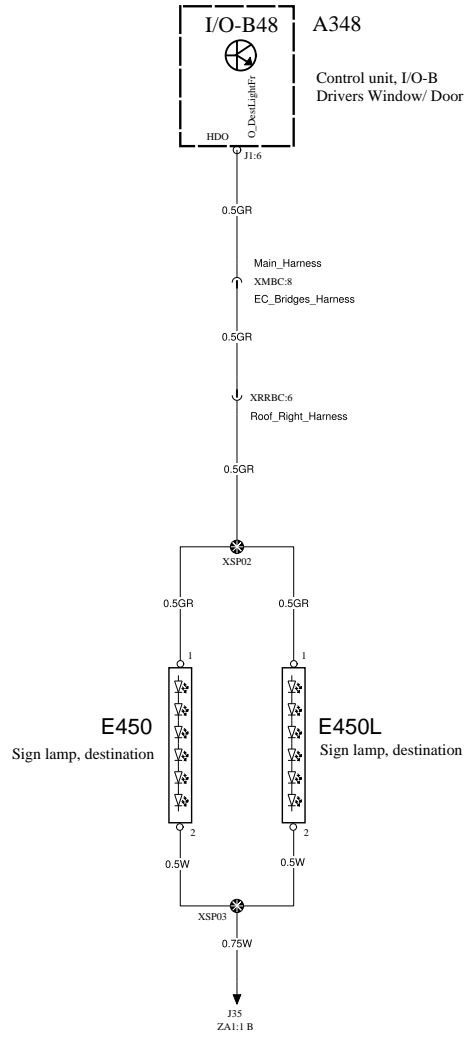 I/O-B48
A348
Control unit, I/O-B
Drivers Window/ Door
O_DestLightFr
HDO
J1:6
0.5GR
Main_Harness
XMBC:8
EC_Bridges_Harness
0.5GR
XRRBC:6
Roof_Right_Harness
0.5GR
XSP02
0.5GR
0.5GR
1
1
E450
Sign lamp, destination
E450L
Sign lamp, destination
2
2
0.5W
0.5W
XSP03
0.75W
J35
ZA1:1 B